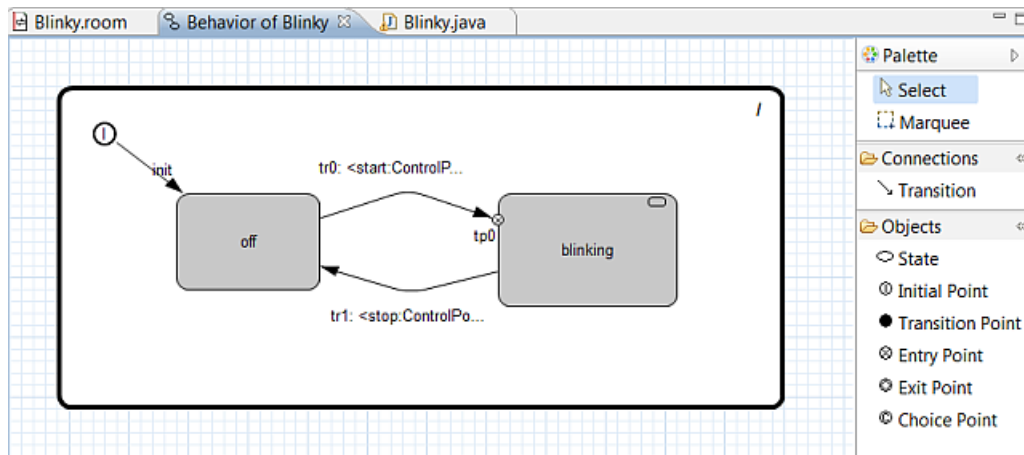 Blinky.room
Behavior of Blinky
Blinky.java
/
init
tr0: <start:ControlP...
off
tp0
blinking
tr1: <stop:ControlPo...
Palette
Select
Marquee
Connections
Transition
Objects
State
Initial Point
Transition Point
Entry Point
Exit Point
Choice Point